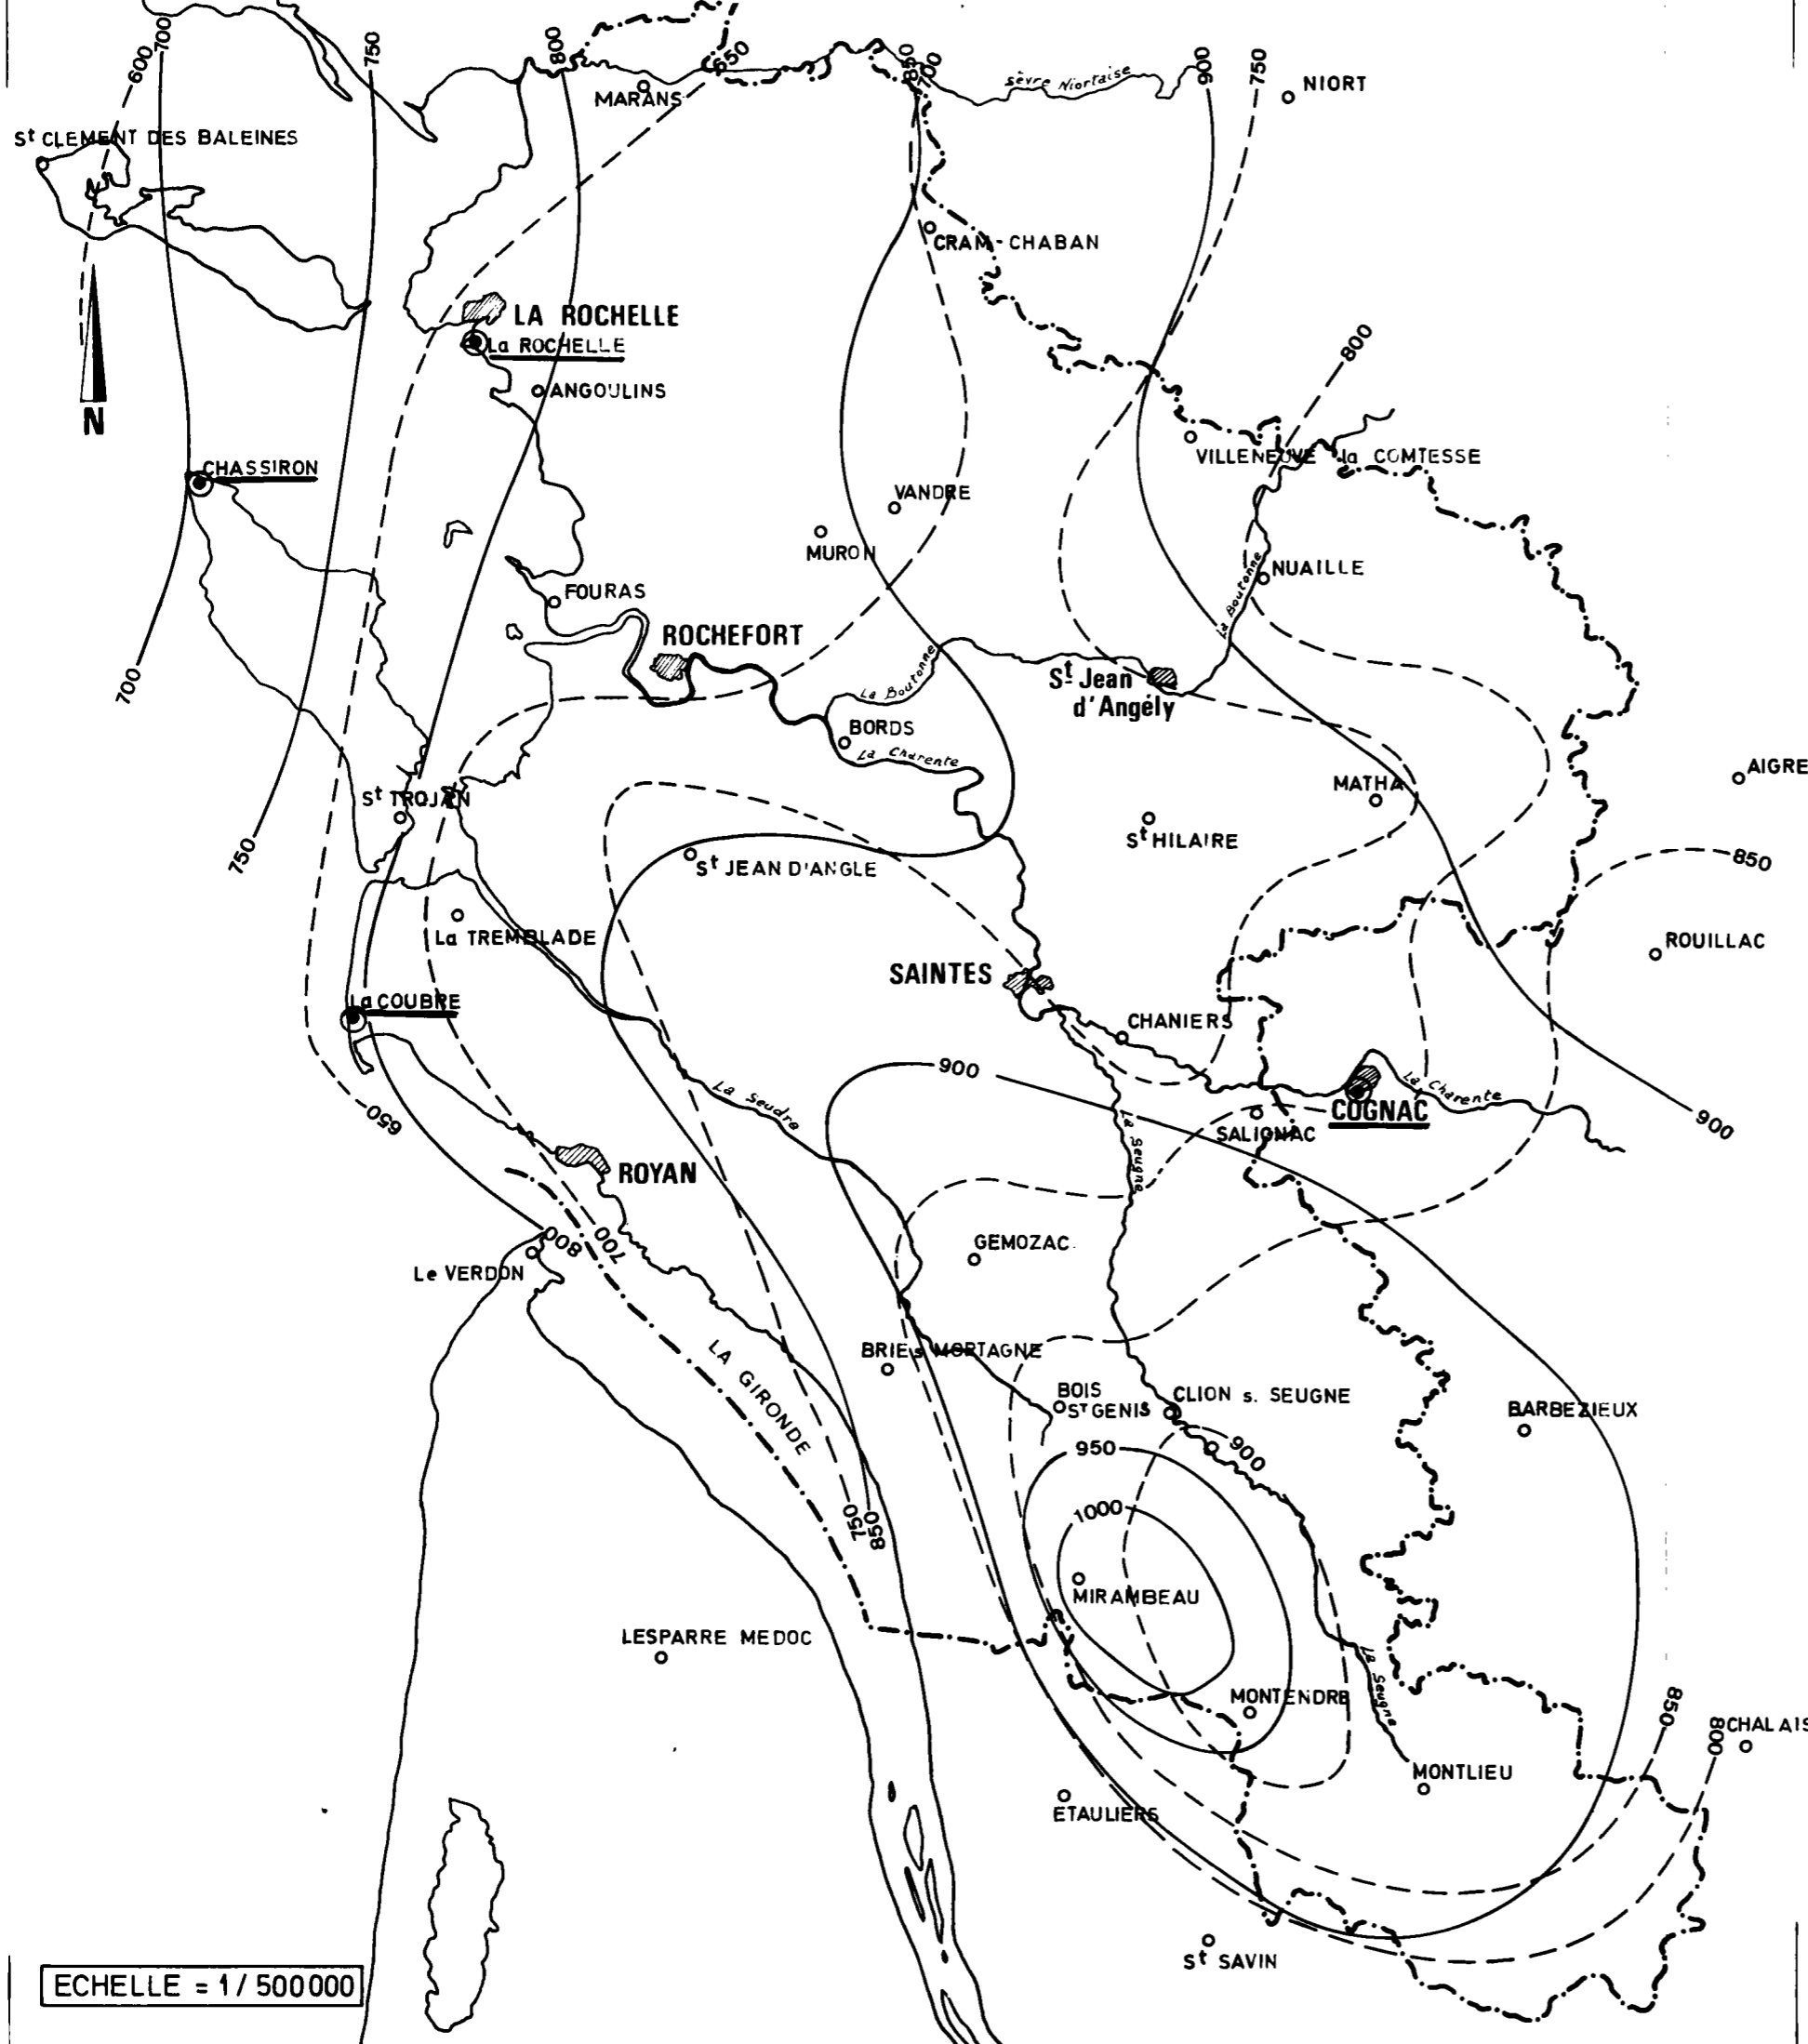 700
600
750
800
650
850
700
900
750
MARANS
Sèvre Niortaise
NIORT
St CLEMENT DES BALEINES
CRAM - CHABAN
LA ROCHELLE
La ROCHELLE
ANGOULINS
N
800
CHASSIRON
VILLENEUVE la COMTESSE
VANDRE
MURON
NUAILLE
La Boutonne
FOURAS
ROCHEFORT
700
La Boutonne
St Jean
d'Angély
BORDS
La Charente
AIGRE
MATHA
St TROJAN
St HILAIRE
750
850
St JEAN D'ANGLE
La TREMBLADE
ROUILLAC
SAINTES
La COUBRE
CHANIERS
900
La Seudre
La Charente
COGNAC
900
650
SALIGNAC
La Seugne
ROYAN
800
700
GEMOZAC
Le VERDON
LA GIRONDE
BRIE s MORTAGNE
BOIS
CLION s. SEUGNE
ST GENIS
BARBEZIEUX
950
900
750
850
1000
MIRAMBEAU
LESPARRE MEDOC
La Seugne
MONTENDRE
850
800
CHALAIS
MONTLIEU
ETAULIERS
St SAVIN
ECHELLE = 1/500000